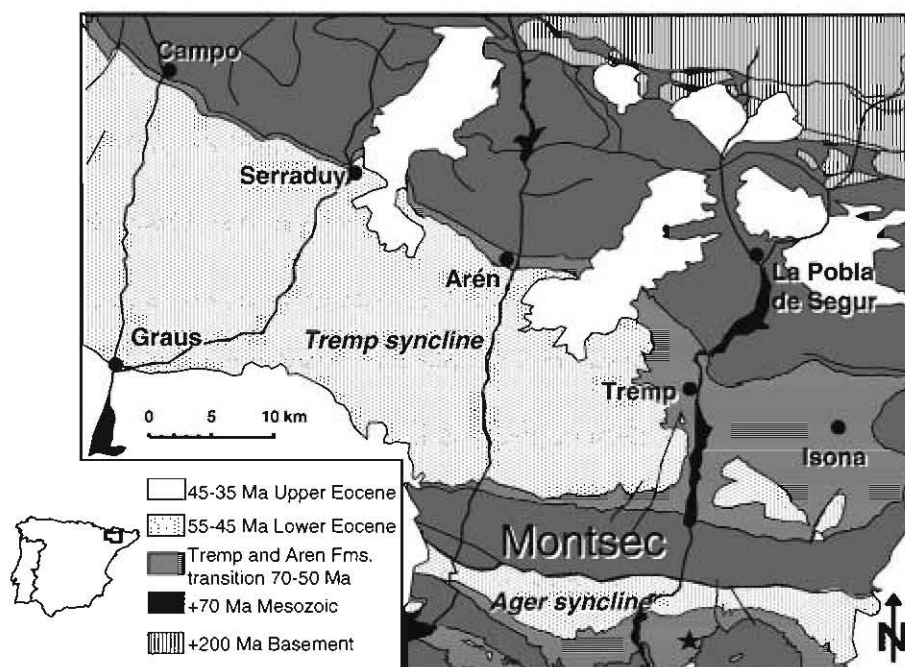 Campo
Serraduy
Arén
La Pobla
de Segur
Graus
Tremp syncline
Tremp
Isona
0 5 10 km
Montsec
Ager syncline
N
45-35 Ma Upper Eocene
55-45 Ma Lower Eocene
Tremp and Aren Fms.
transition 70-50 Ma
+70 Ma Mesozoic
+200 Ma Basement